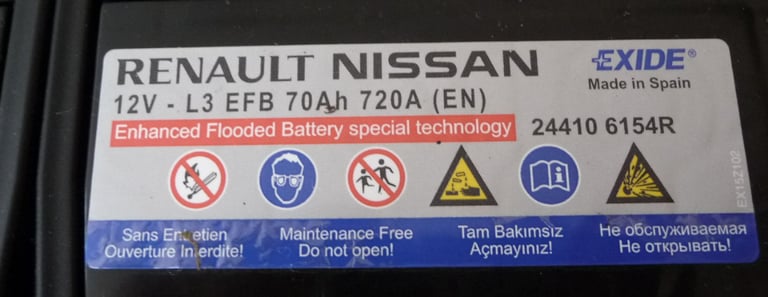 RENAULT NISSAN
EXIDE®
Made in Spain
12V - L3 EFB 70Ah 720A (EN)
Enhanced Flooded Battery special technology
24410 6154R
EX15Z102
Sans Entretien
Ouverture Interdite!
Maintenance Free
Do not open!
Tam Bakımsız
Açmayınız!
Не обслуживаемая
Не открывать!